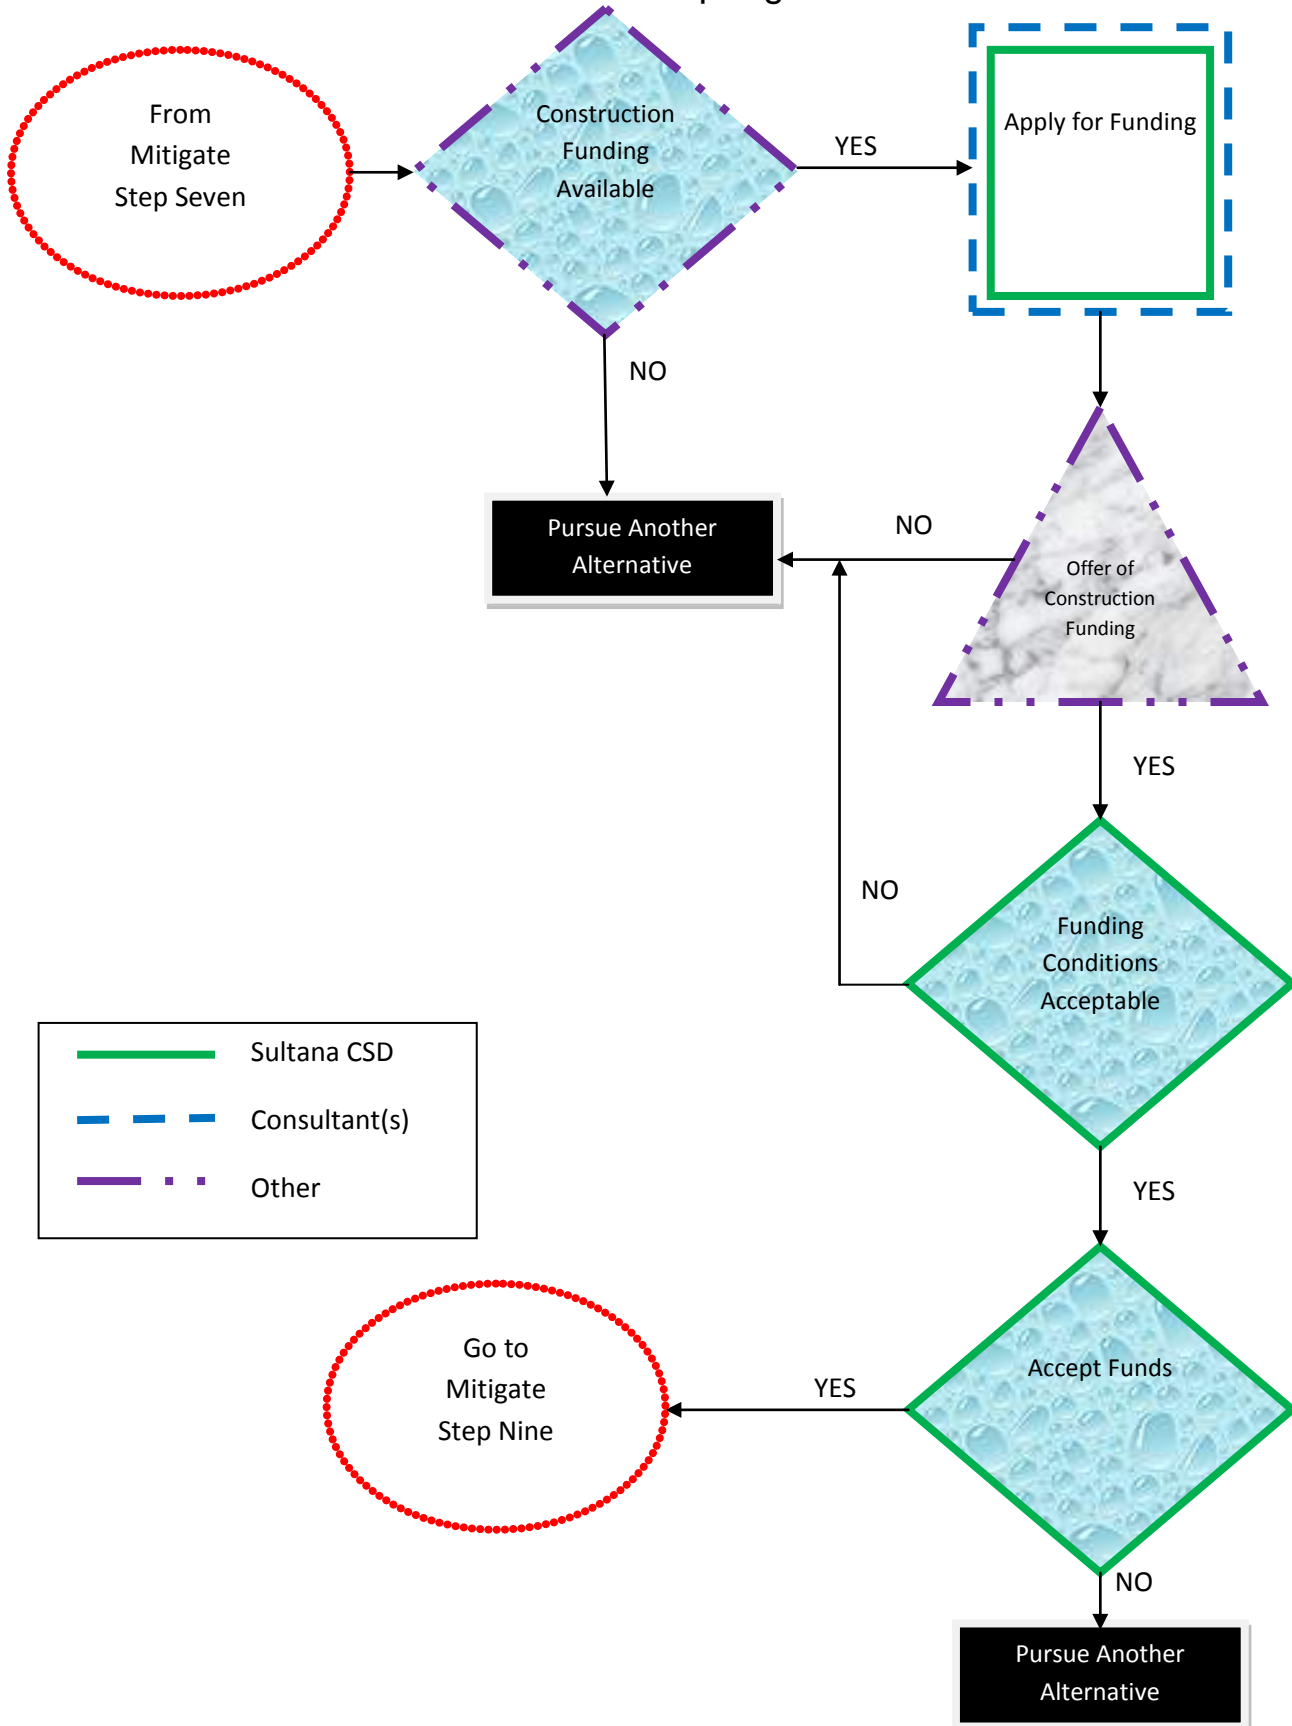 From
Mitigate
Step Seven
Construction
Funding
Available
YES
Apply for Funding
NO
Pursue Another
Alternative
NO
Offer of
Construction
Funding
YES
NO
Funding
Conditions
Acceptable
Sultana CSD
Consultant(s)
Other
YES
Go to
Mitigate
Step Nine
YES
Accept Funds
NO
Pursue Another
Alternative